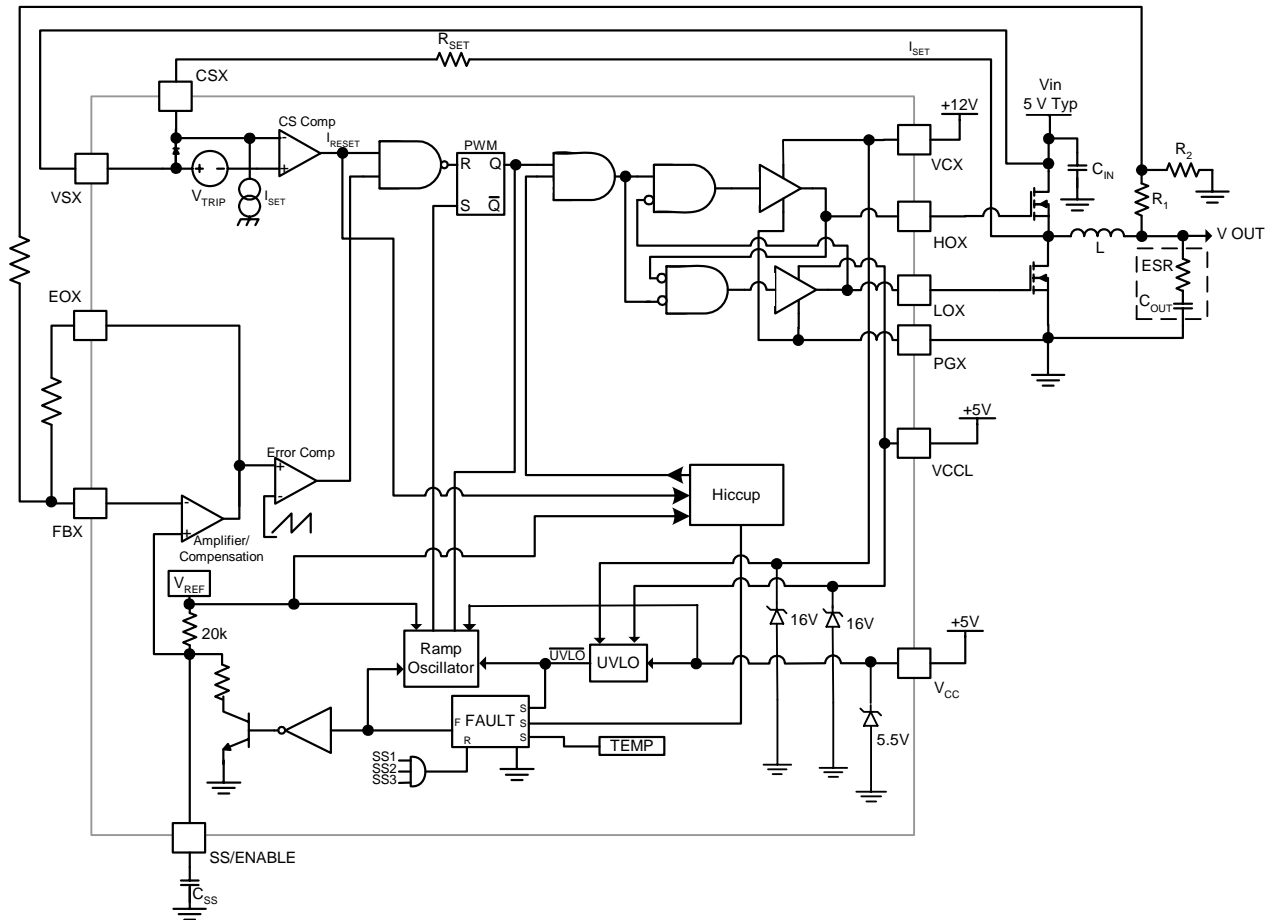 RSET
ISET
CSX
Vin
5 V Typ
+12V
CS Comp
IRESET
PWM
R Q
S Q̅
VCX
R2
CIN
VSX
- +
+ -
+
VTRIP
ISET
R1
HOX
V OUT
L
ESR
COUT
EOX
LOX
PGX
+5V
Error Comp
+
-
VCCL
Hiccup
FBX
-
+
Amplifier/
Compensation
VREF
20k
16V
16V
+5V
Ramp
Oscillator
UVLO
UVLO
VCC
S
F FAULT S
R S
5.5V
TEMP
SS1
SS2
SS3
SS/ENABLE
CSS